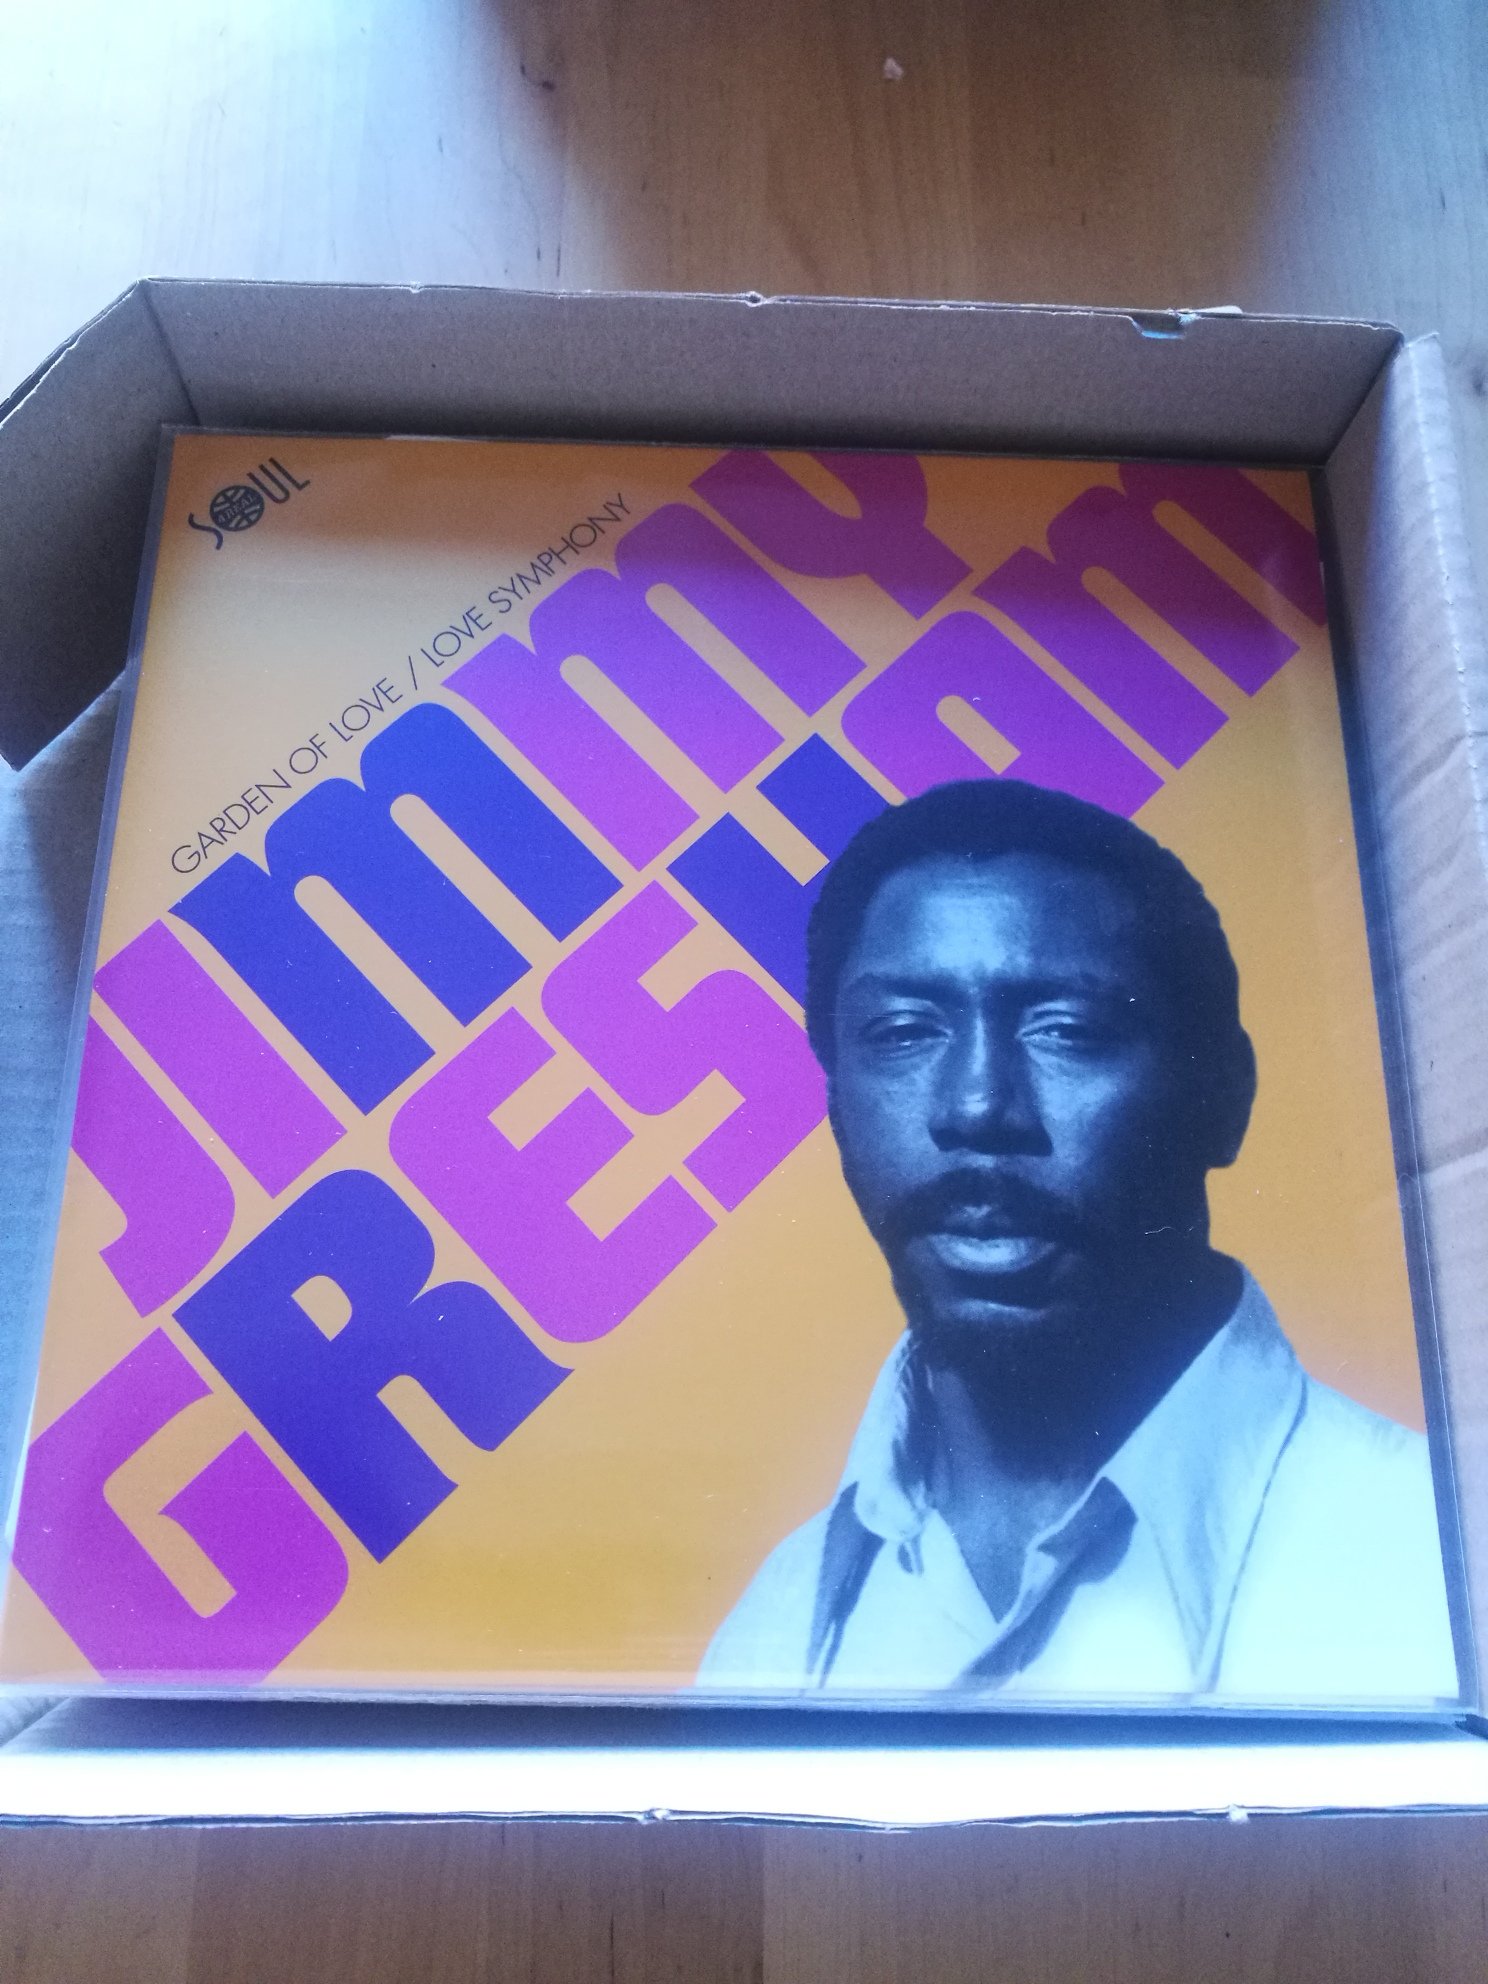 SOUL
GARDEN OF LOVE / LOVE SYMPHONY
JIMMY
GRESHAM